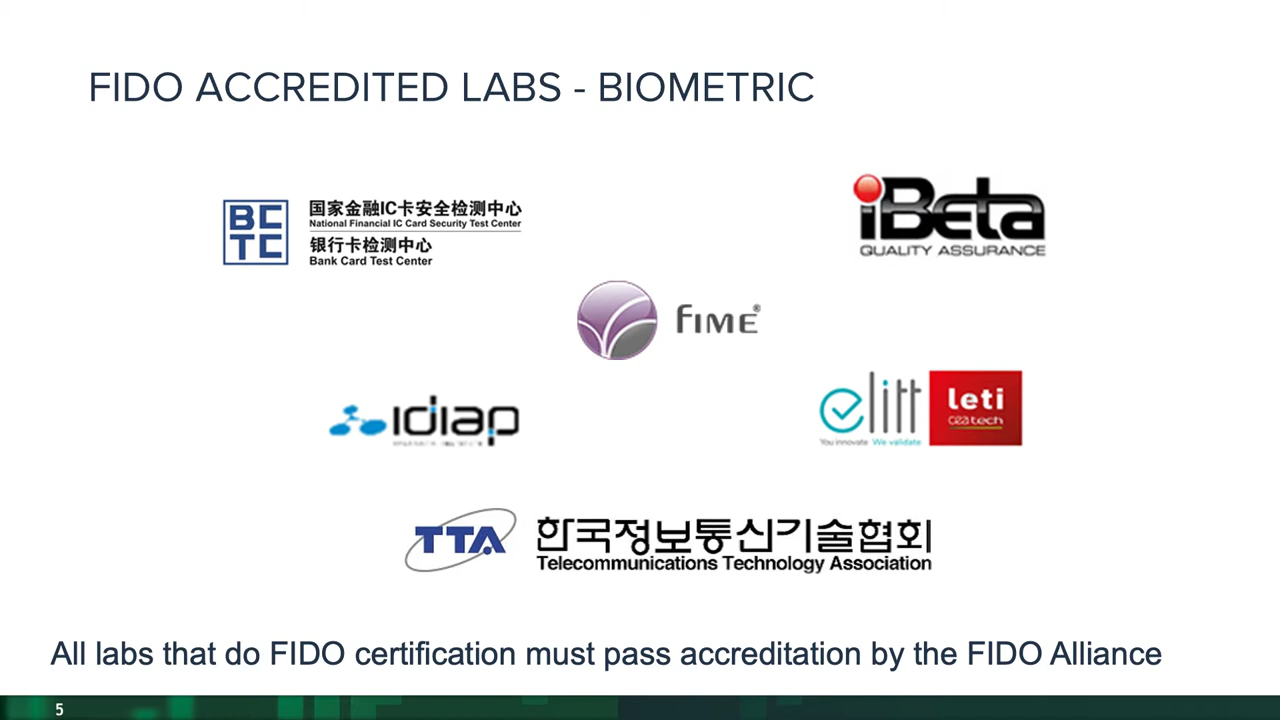 FIDO ACCREDITED LABS - BIOMETRIC
BC
TC
国家金融IC卡安全检测中心
National Financial IC Card Security Test Center
银行卡检测中心
Bank Card Test Center
iBeta
QUALITY ASSURANCE
FIME®
idiap
elitt
You innovate We validate
leti
cea tech
TTA
한국정보통신기술협회
Telecommunications Technology Association
All labs that do FIDO certification must pass accreditation by the FIDO Alliance
5